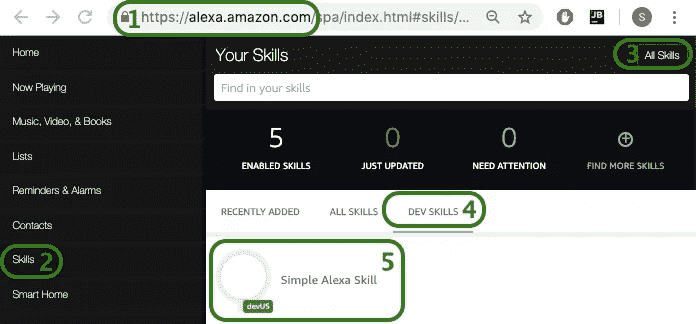 1 https://alexa.amazon.com/spa/index.html#skills/...
S
JB
Home
Now Playing
Music, Video, & Books
Lists
Reminders & Alarms
Contacts
Skills 2
Smart Home
Your Skills
3 All Skills
Find in your skills
5 0 0
ENABLED SKILLS JUST UPDATED NEED ATTENTION FIND MORE SKILLS
RECENTLY ADDED ALL SKILLS DEV SKILLS 4
5
Simple Alexa Skill
devUS